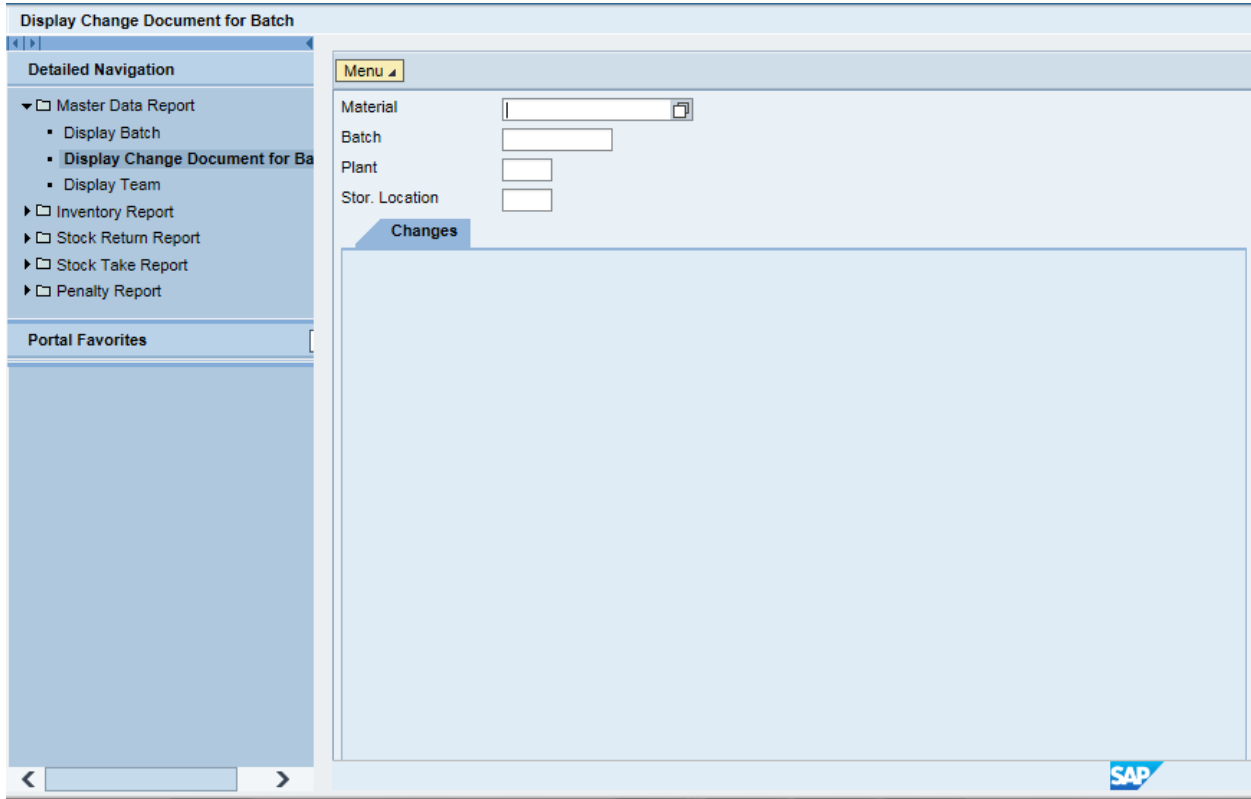 Display Change Document for Batch
Detailed Navigation
Master Data Report
Display Batch
Display Change Document for Ba
Display Team
Inventory Report
Stock Return Report
Stock Take Report
Penalty Report
Portal Favorites
Menu
Material
Batch
Plant
Stor. Location
Changes
SAP